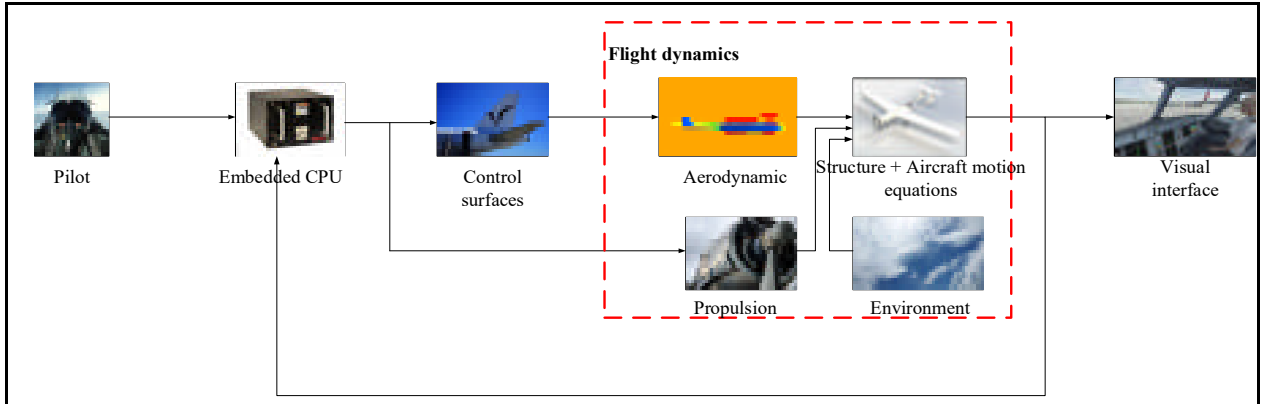 Flight dynamics
Pilot
Embedded CPU
Control
surfaces
Aerodynamic
Structure + Aircraft motion
equations
Visual
interface
Propulsion
Environment